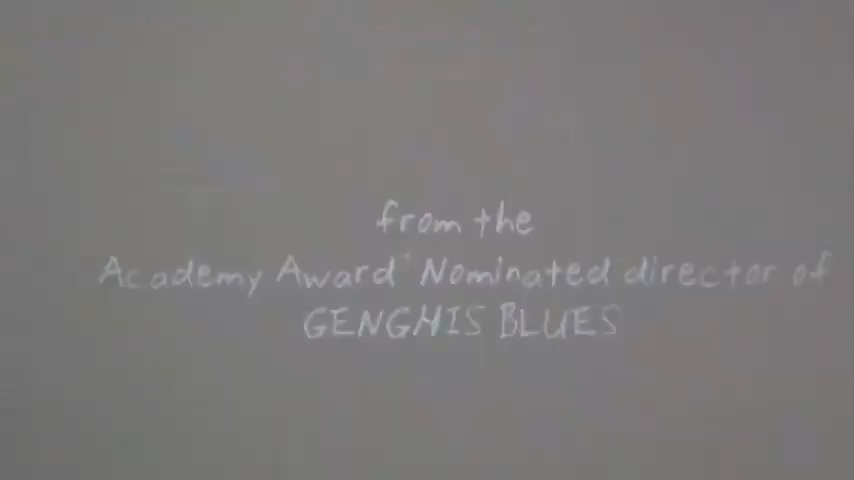 from the
Academy Award Nominated director of
GENGHIS BLUES